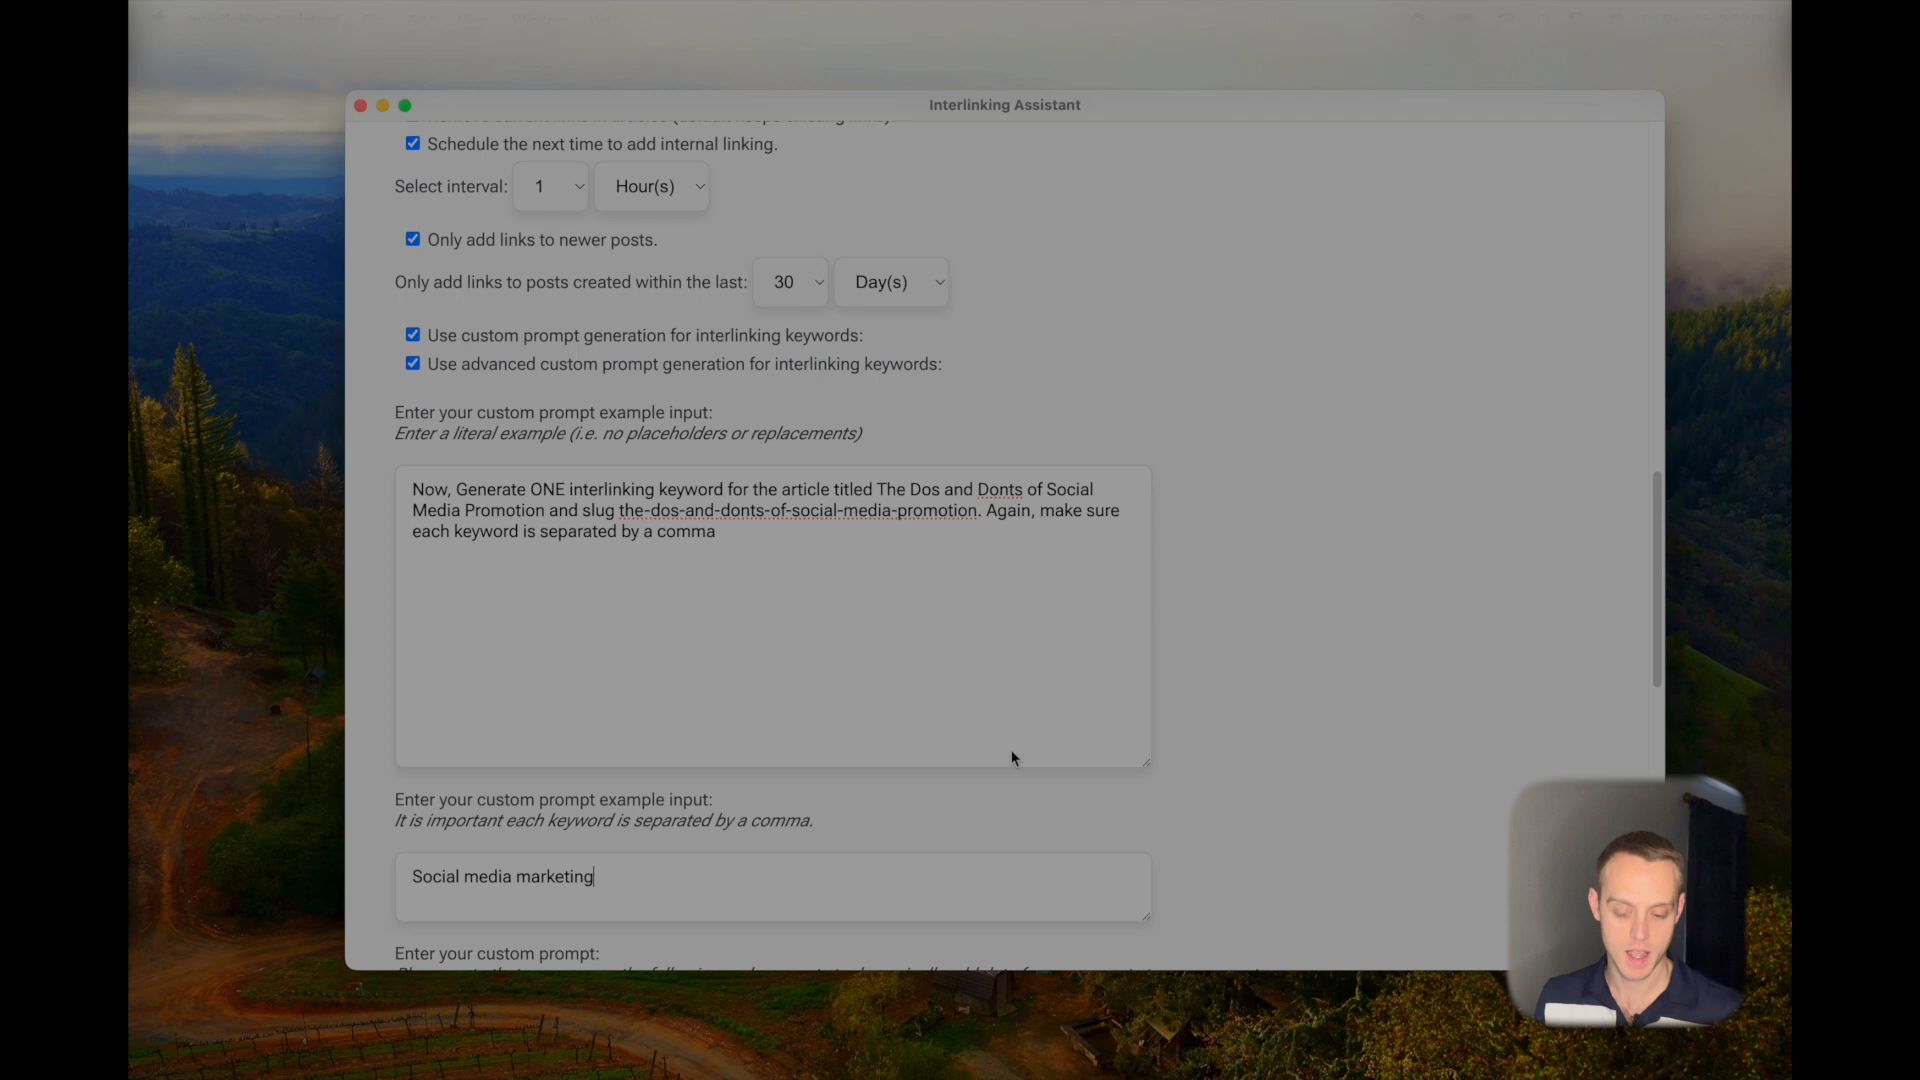 Interlinking Assistant
Schedule the next time to add internal linking.
Select interval: 1 Hour(s)
Only add links to newer posts.
Only add links to posts created within the last: 30 Day(s)
Use custom prompt generation for interlinking keywords:
Use advanced custom prompt generation for interlinking keywords:
Enter your custom prompt example input:
Enter a literal example (i.e. no placeholders or replacements)
Now, Generate ONE interlinking keyword for the article titled The Dos and Donts of Social
Media Promotion and slug the-dos-and-donts-of-social-media-promotion. Again, make sure
each keyword is separated by a comma
Enter your custom prompt example input:
It is important each keyword is separated by a comma.
Social media marketing
Enter your custom prompt: